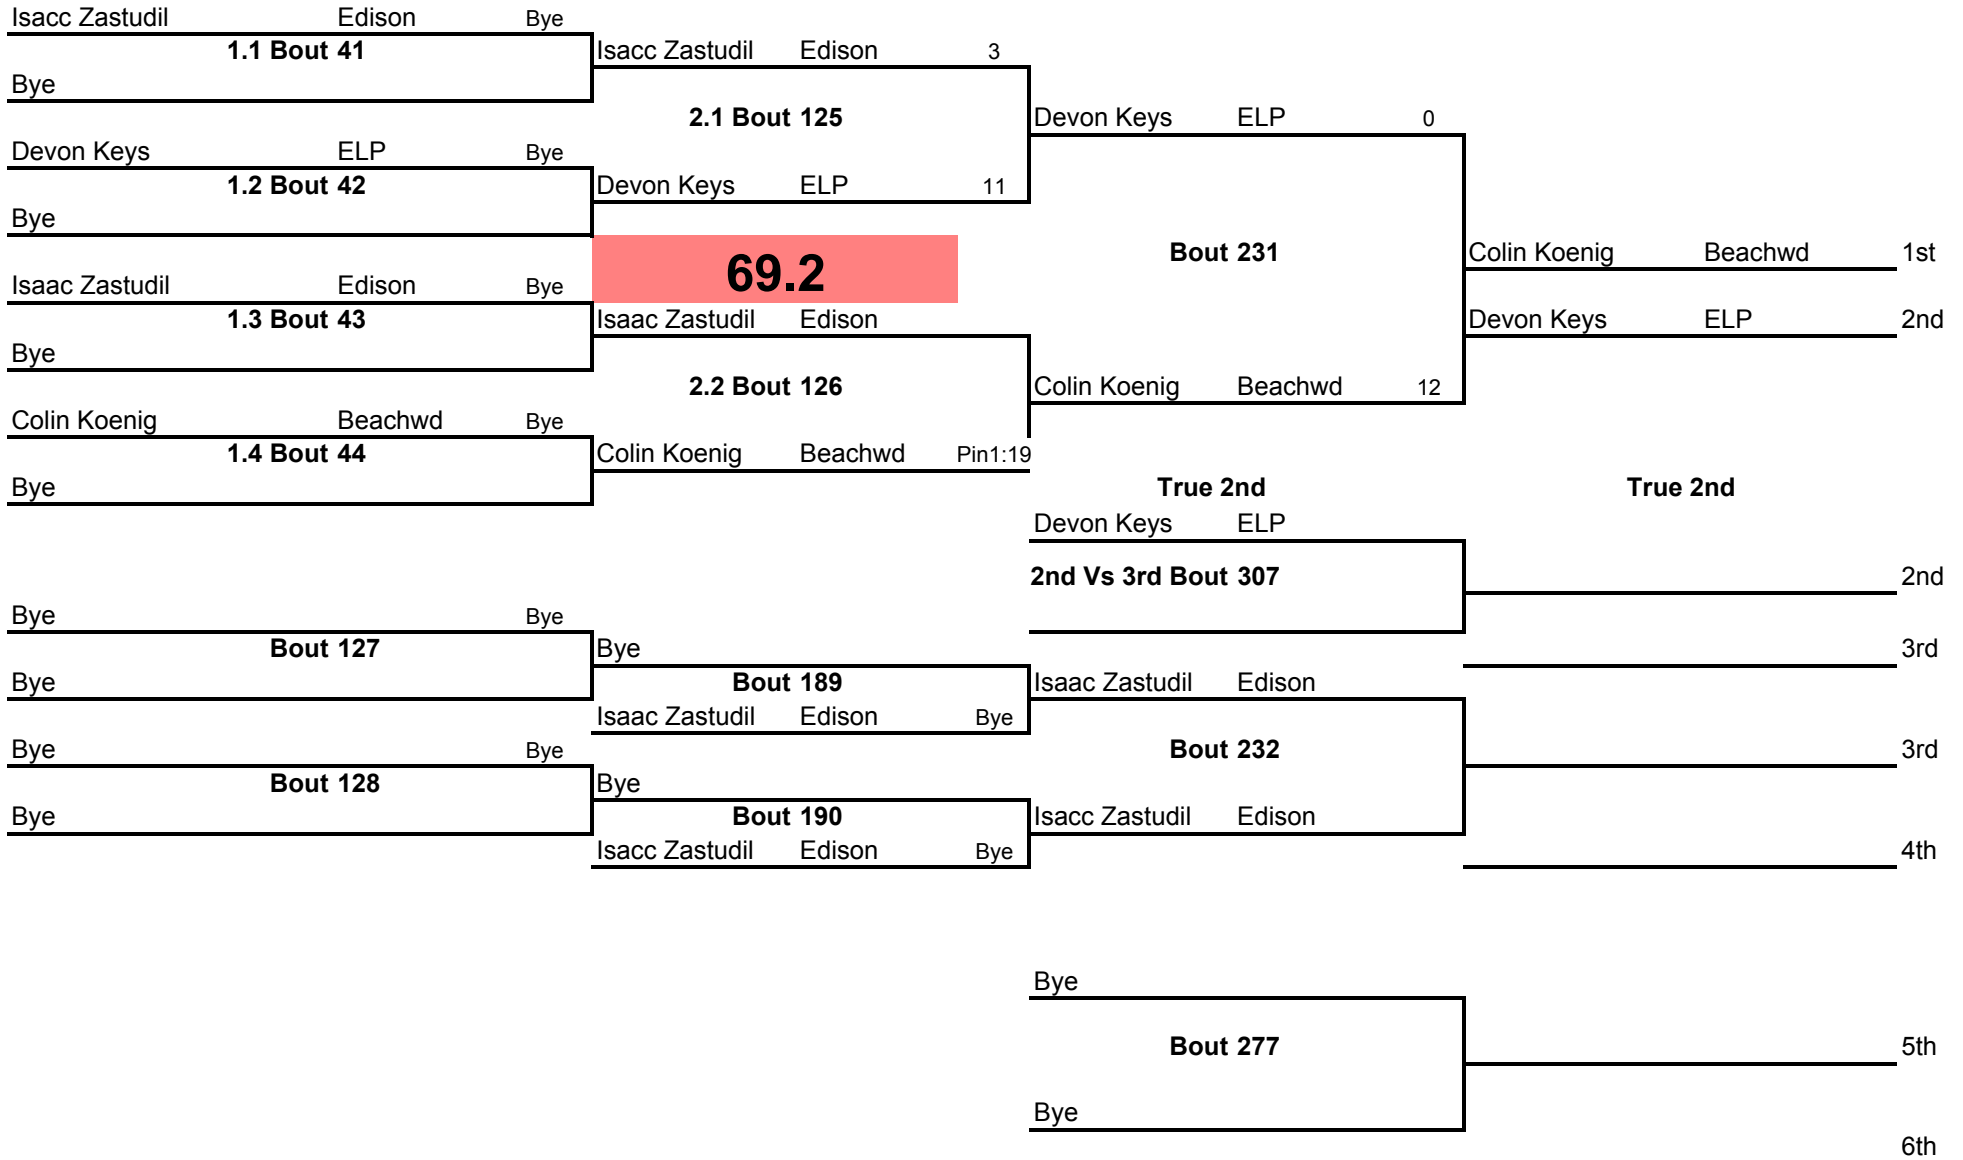 Isacc Zastudil Edison Bye
1.1 Bout 41 Isacc Zastudil Edison 3
Bye
2.1 Bout 125 Devon Keys ELP 0
Devon Keys ELP Bye
1.2 Bout 42 Devon Keys ELP 11
Bye
69.2 Bout 231 Colin Koenig Beachwd 1st
Isaac Zastudil Edison Bye
1.3 Bout 43 Isaac Zastudil Edison Devon Keys ELP 2nd
Bye
2.2 Bout 126 Colin Koenig Beachwd 12
Colin Koenig Beachwd Bye
1.4 Bout 44 Colin Koenig Beachwd Pin1:19
Bye True 2nd True 2nd
Devon Keys ELP
2nd Vs 3rd Bout 307 2nd
Bye Bye
Bout 127 Bye 3rd
Bye Bout 189 Isaac Zastudil Edison
Isaac Zastudil Edison Bye
Bye Bye Bout 232 3rd
Bout 128 Bye
Bye Bout 190 Isacc Zastudil Edison
Isacc Zastudil Edison Bye 4th
Bye
Bout 277 5th
Bye
6th